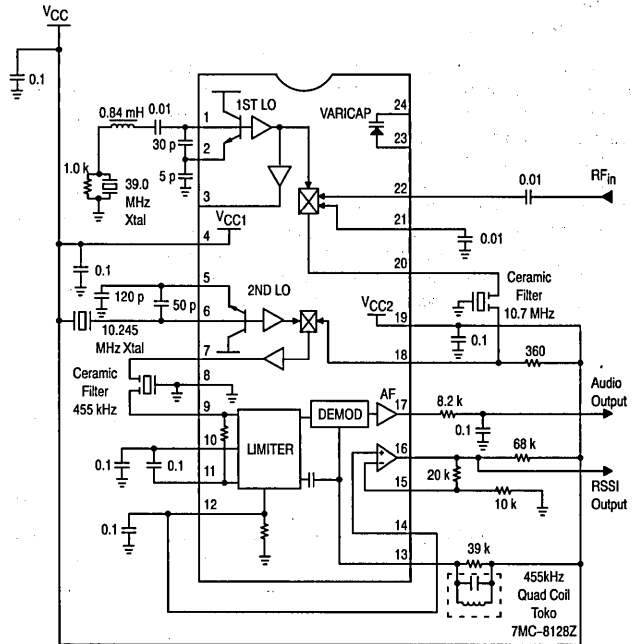 VCC
0.1
0.84 mH
0.01
1
1ST LO
VARICAP
24
30 p
2
23
1.0 k
39.0
MHz
Xtal
5 p
3
22
0.01
RFin
21
VCC1
4
0.01
0.1
20
5
2ND LO
Ceramic
Filter
10.7 MHz
120 p
50 p
VCC2
19
6
10.245
MHz Xtal
0.1
7
18
360
Ceramic
Filter
455 kHz
8
AF
Audio
Output
9
DEMOD
17
8.2 k
10
LIMITER
0.1
16
68 k
0.1
0.1
11
20 k
RSSI
Output
15
10 k
12
14
0.1
13
39 k
455kHz
Quad Coil
Toko
7MC-8128Z